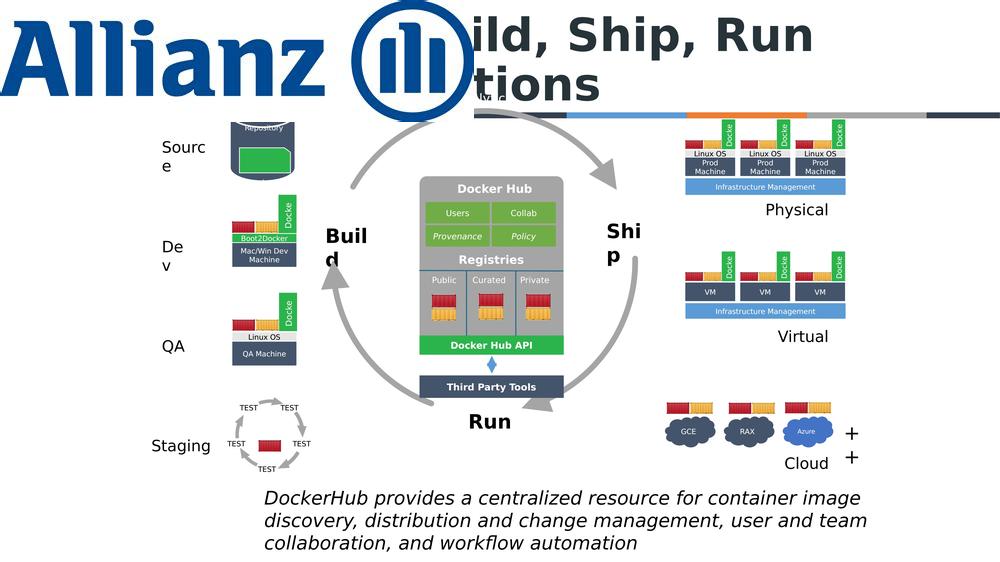 Allianz
ild, Ship, Run
tions
Repository
Sourc
e
Docke
Boot2Docker
Mac/Win Dev
Machine
De
v
Docke
Linux OS
QA Machine
QA
TEST TEST
TEST TEST
TEST
Staging
Buil
d
Docker Hub
Users Collab
Provenance Policy
Registries
Public Curated Private
Docker Hub API
Third Party Tools
Run
Shi
p
Docke Docke Docke
Linux OS Linux OS Linux OS
Prod Prod Prod
Machine Machine Machine
Infrastructure Management
Physical
Docke Docke Docke
VM VM VM
Infrastructure Management
Virtual
GCE RAX Azure
+
+
Cloud
DockerHub provides a centralized resource for container image
discovery, distribution and change management, user and team
collaboration, and workflow automation